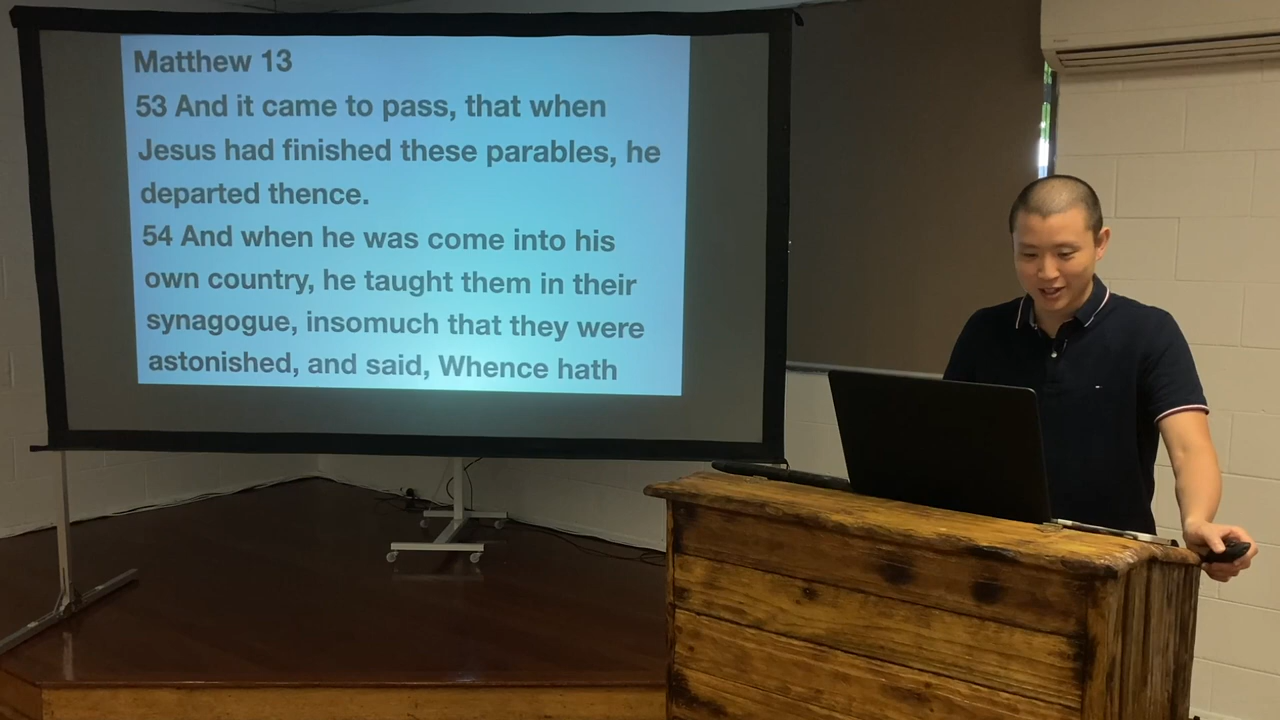 Matthew 13
53 And it came to pass, that when
Jesus had finished these parables, he
departed thence.
54 And when he was come into his
own country, he taught them in their
synagogue, insomuch that they were
astonished, and said, Whence hath